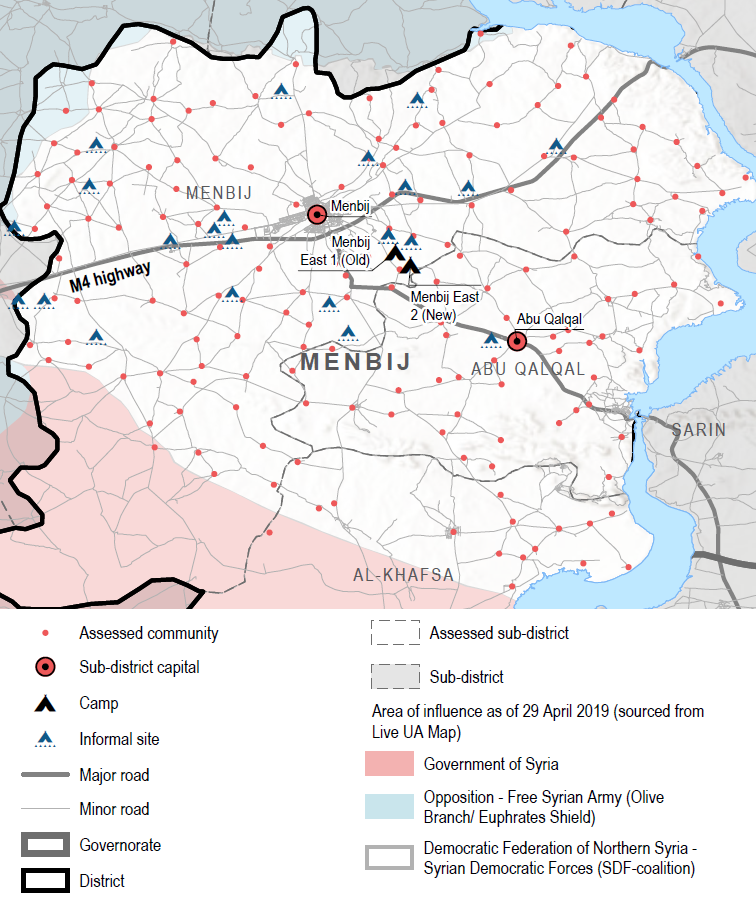 MENBIJ
Menbij
Menbij
East 1 (Old)
M4 highway
Menbij East
2 (New)
Abu Qalqal
MENBIJ
ABU QALQAL
SARIN
AL-KHAFSA
Assessed community
Sub-district capital
Camp
Informal site
Major road
Minor road
Governorate
District
Assessed sub-district
Sub-district
Area of influence as of 29 April 2019 (sourced from
Live UA Map)
Government of Syria
Opposition - Free Syrian Army (Olive
Branch/ Euphrates Shield)
Democratic Federation of Northern Syria -
Syrian Democratic Forces (SDF-coalition)